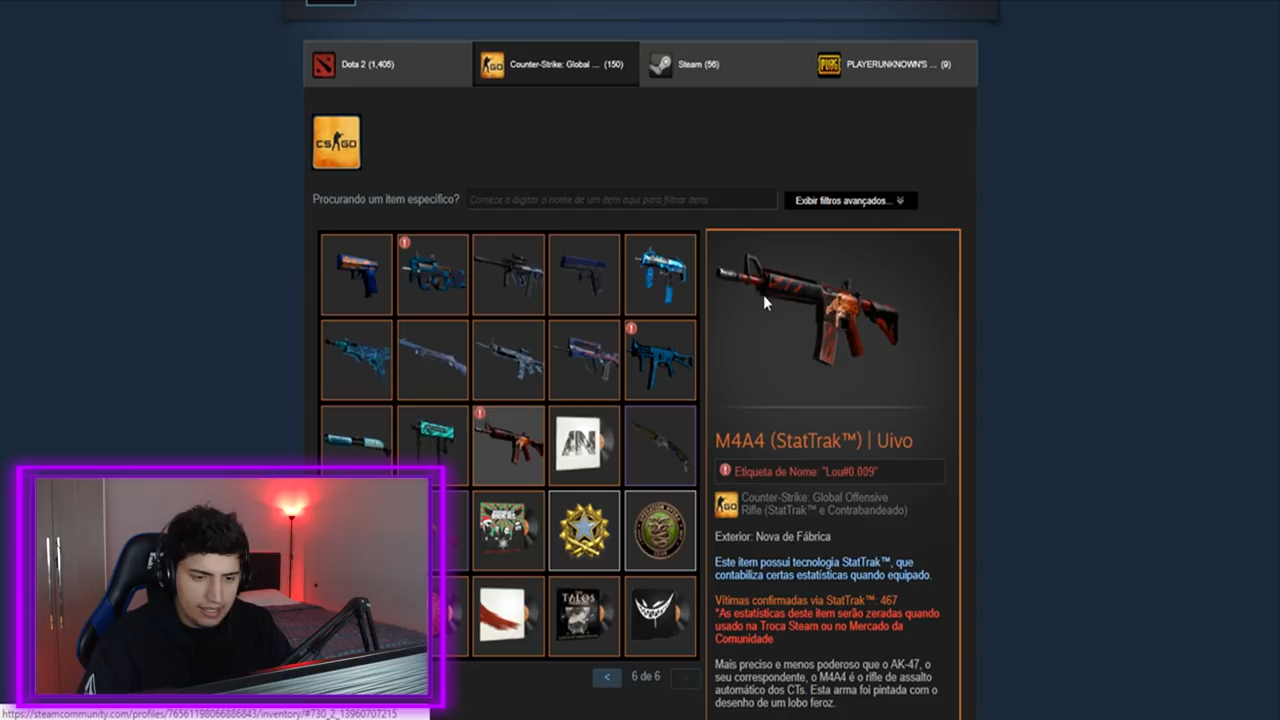 Dota 2 (1.405)
Counter-Strike: Global ... (150)
Steam (56)
PLAYERUNKNOWN'S ... (9)
CS GO
Procurando um item específico?
Comece a digitar o nome de um item aqui para filtrar itens
Exibir filtros avançados...
M4A4 (StatTrak™) | Uivo
Etiqueta de Nome: "Lou#0.009"
Counter-Strike: Global Offensive
Rifle (StatTrak™ e Contrabandeado)
Exterior: Nova de Fábrica
Este item possui tecnologia StatTrak™, que
contabiliza certas estatísticas quando equipado.
Vítimas confirmadas via StatTrak™: 467
*As estatísticas deste item serão zeradas quando
usado na Troca Steam ou no Mercado da
Comunidade
Mais preciso e menos poderoso que o AK-47, o
seu correspondente, o M4A4 é o rifle de assalto
automático dos CTs. Esta arma foi pintada com o
desenho de um lobo feroz.
TALOS
< 6 de 6
https://steamcommunity.com/profiles/76561198066886843/inventory/#730_2_13960707215